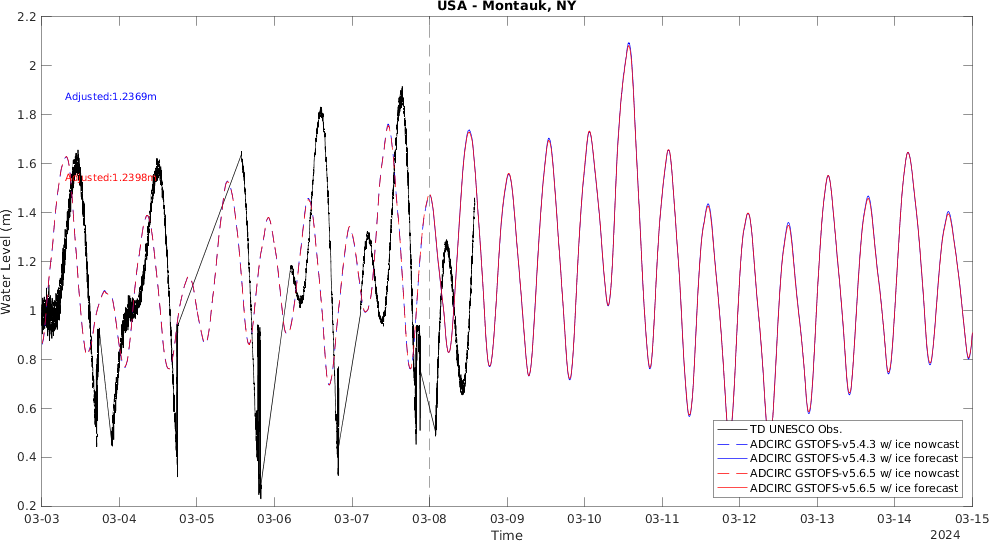 USA - Montauk, NY
2.2
2
1.8
1.6
1.4
1.2
1
0.8
0.6
0.4
0.2
Water Level (m)
Adjusted:1.2369m
Adjusted:1.2398m
TD UNESCO Obs.
ADCIRC GSTOFS-v5.4.3 w/ ice nowcast
ADCIRC GSTOFS-v5.4.3 w/ ice forecast
ADCIRC GSTOFS-v5.6.5 w/ ice nowcast
ADCIRC GSTOFS-v5.6.5 w/ ice forecast
03-03 03-04 03-05 03-06 03-07 03-08 03-09 03-10 03-11 03-12 03-13 03-14 03-15
Time
2024